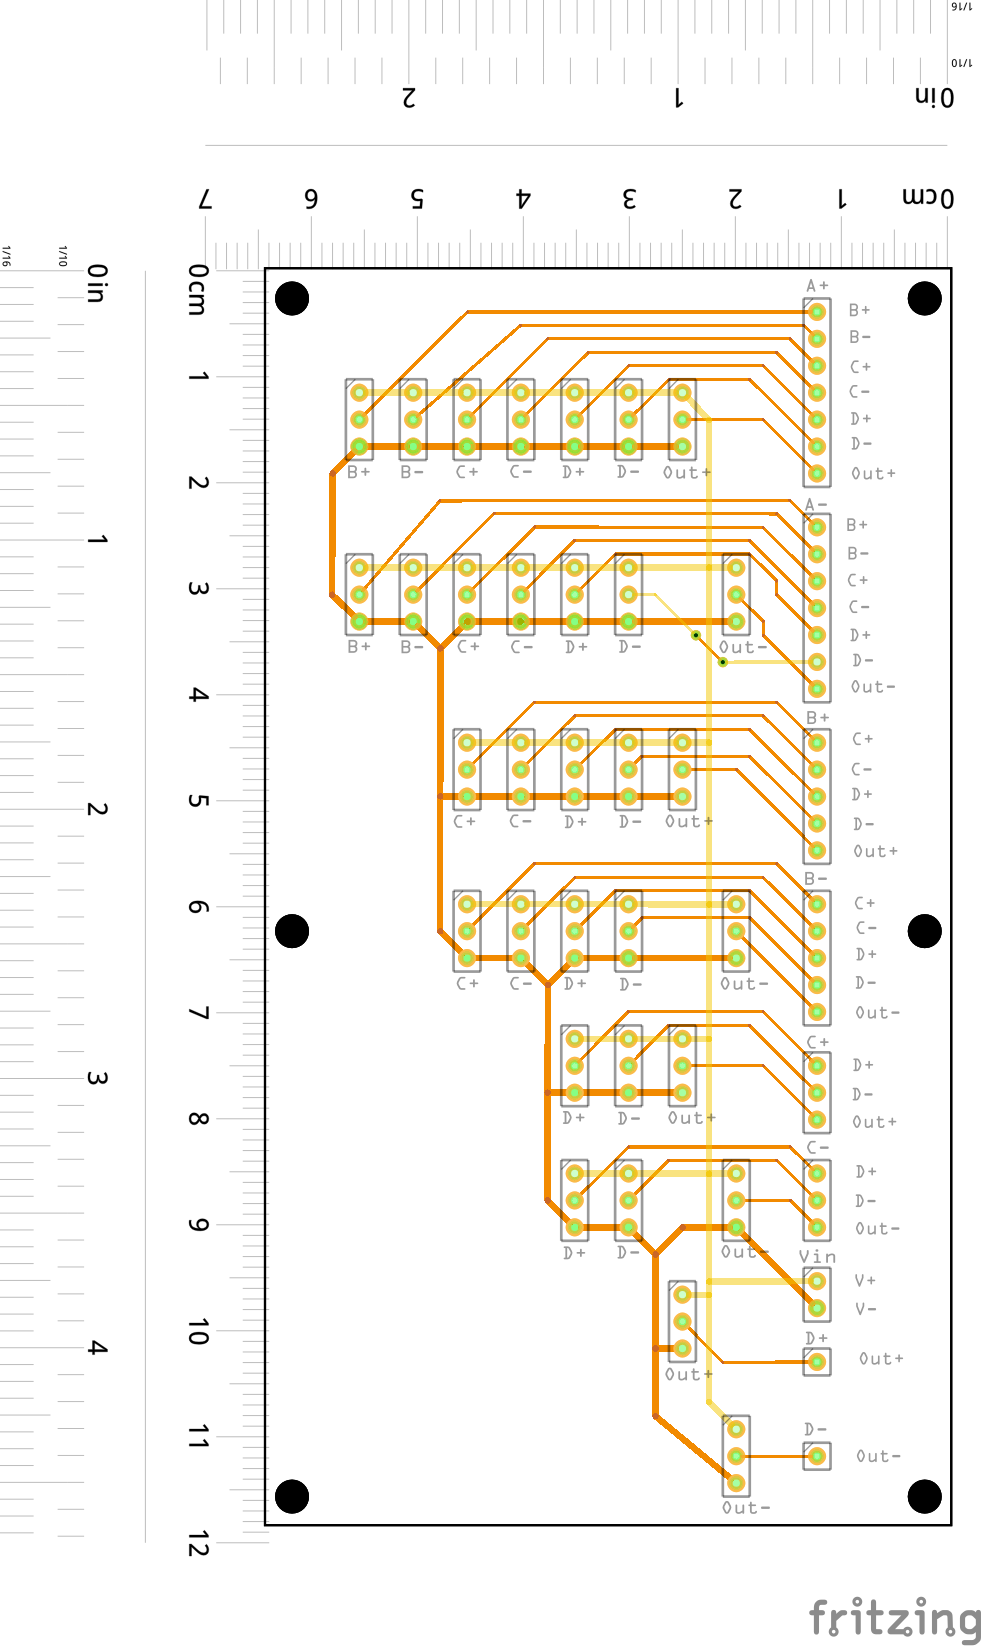 1/16
1/10
2 1 0in
7 6 5 4 3 2 1 0cm
1/16 1/10 0in 0cm
A+
B+
B-
C+
1
C-
D+
D-
B+ B- C+ C- D+ D- Out+ Out+
2
A-
B+
1
B-
3
C+
C-
D+
B+ B- C+ C- D+ D- Out- D-
Out-
4
B+
C+
C-
D+
5
2
C+ C- D+ D- Out+ D-
Out+
B-
C+
6
C-
D+
C+ C- D+ D- Out- D-
7
Out-
C+
D+
3
D-
8
D+ D- Out+ Out+
C-
D+
D-
9
Out-
D+ D- Out- Vin
V+
V-
10
D+
4
Out+
Out+
D-
11
Out-
Out-
12
fritzing